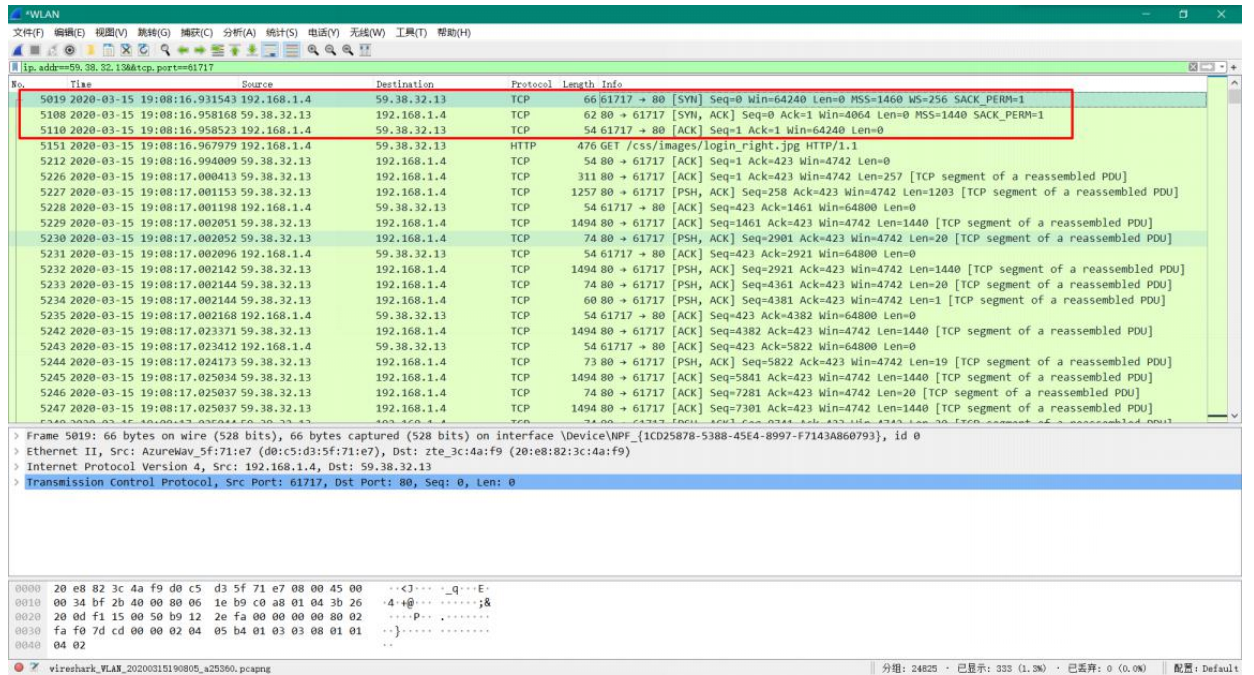 *WLAN
文件(F) 编辑(E) 视图(V) 跳转(G) 捕获(C) 分析(A) 统计(S) 电话(Y) 无线(W) 工具(T) 帮助(H)
ip.addr==59.38.32.13&&tcp.port==61717
No. Time Source Destination Protocol Length Info
5019 2020-03-15 19:08:16.931543 192.168.1.4 59.38.32.13 TCP 66 61717 → 80 [SYN] Seq=0 Win=64240 Len=0 MSS=1460 WS=256 SACK_PERM=1
5108 2020-03-15 19:08:16.958168 59.38.32.13 192.168.1.4 TCP 62 80 → 61717 [SYN, ACK] Seq=0 Ack=1 Win=4064 Len=0 MSS=1440 SACK_PERM=1
5110 2020-03-15 19:08:16.958523 192.168.1.4 59.38.32.13 TCP 54 61717 → 80 [ACK] Seq=1 Ack=1 Win=64240 Len=0
5151 2020-03-15 19:08:16.967979 192.168.1.4 59.38.32.13 HTTP 476 GET /css/images/login_right.jpg HTTP/1.1
5212 2020-03-15 19:08:16.994009 59.38.32.13 192.168.1.4 TCP 54 80 → 61717 [ACK] Seq=1 Ack=423 Win=4742 Len=0
5226 2020-03-15 19:08:17.000413 59.38.32.13 192.168.1.4 TCP 311 80 → 61717 [ACK] Seq=1 Ack=423 Win=4742 Len=257 [TCP segment of a reassembled PDU]
5227 2020-03-15 19:08:17.001153 59.38.32.13 192.168.1.4 TCP 1257 80 → 61717 [PSH, ACK] Seq=258 Ack=423 Win=4742 Len=1203 [TCP segment of a reassembled PDU]
5228 2020-03-15 19:08:17.001198 192.168.1.4 59.38.32.13 TCP 54 61717 → 80 [ACK] Seq=423 Ack=1461 Win=64800 Len=0
5229 2020-03-15 19:08:17.002051 59.38.32.13 192.168.1.4 TCP 1494 80 → 61717 [ACK] Seq=1461 Ack=423 Win=4742 Len=1440 [TCP segment of a reassembled PDU]
5230 2020-03-15 19:08:17.002052 59.38.32.13 192.168.1.4 TCP 74 80 → 61717 [PSH, ACK] Seq=2901 Ack=423 Win=4742 Len=20 [TCP segment of a reassembled PDU]
5231 2020-03-15 19:08:17.002096 192.168.1.4 59.38.32.13 TCP 54 61717 → 80 [ACK] Seq=423 Ack=2921 Win=64800 Len=0
5232 2020-03-15 19:08:17.002142 59.38.32.13 192.168.1.4 TCP 1494 80 → 61717 [PSH, ACK] Seq=2921 Ack=423 Win=4742 Len=1440 [TCP segment of a reassembled PDU]
5233 2020-03-15 19:08:17.002144 59.38.32.13 192.168.1.4 TCP 74 80 → 61717 [PSH, ACK] Seq=4361 Ack=423 Win=4742 Len=20 [TCP segment of a reassembled PDU]
5234 2020-03-15 19:08:17.002144 59.38.32.13 192.168.1.4 TCP 60 80 → 61717 [PSH, ACK] Seq=4381 Ack=423 Win=4742 Len=1 [TCP segment of a reassembled PDU]
5235 2020-03-15 19:08:17.002168 192.168.1.4 59.38.32.13 TCP 54 61717 → 80 [ACK] Seq=423 Ack=4382 Win=64800 Len=0
5242 2020-03-15 19:08:17.023371 59.38.32.13 192.168.1.4 TCP 1494 80 → 61717 [ACK] Seq=4382 Ack=423 Win=4742 Len=1440 [TCP segment of a reassembled PDU]
5243 2020-03-15 19:08:17.023412 192.168.1.4 59.38.32.13 TCP 54 61717 → 80 [ACK] Seq=423 Ack=5822 Win=64800 Len=0
5244 2020-03-15 19:08:17.024173 59.38.32.13 192.168.1.4 TCP 73 80 → 61717 [PSH, ACK] Seq=5822 Ack=423 Win=4742 Len=19 [TCP segment of a reassembled PDU]
5245 2020-03-15 19:08:17.025034 59.38.32.13 192.168.1.4 TCP 1494 80 → 61717 [ACK] Seq=5841 Ack=423 Win=4742 Len=1440 [TCP segment of a reassembled PDU]
5246 2020-03-15 19:08:17.025037 59.38.32.13 192.168.1.4 TCP 74 80 → 61717 [ACK] Seq=7281 Ack=423 Win=4742 Len=20 [TCP segment of a reassembled PDU]
5247 2020-03-15 19:08:17.025037 59.38.32.13 192.168.1.4 TCP 1494 80 → 61717 [ACK] Seq=7301 Ack=423 Win=4742 Len=1440 [TCP segment of a reassembled PDU]
> Frame 5019: 66 bytes on wire (528 bits), 66 bytes captured (528 bits) on interface \Device\NPF_{1CD25878-5388-45E4-8997-F7143A860793}, id 0
> Ethernet II, Src: AzureWav_5f:71:e7 (d0:c5:d3:5f:71:e7), Dst: zte_3c:4a:f9 (20:e8:82:3c:4a:f9)
> Internet Protocol Version 4, Src: 192.168.1.4, Dst: 59.38.32.13
> Transmission Control Protocol, Src Port: 61717, Dst Port: 80, Seq: 0, Len: 0
0000 20 e8 82 3c 4a f9 d0 c5 d3 5f 71 e7 08 00 45 00 ··<J···· ·_q···E·
0010 00 34 bf 2b 40 00 80 06 1e b9 c0 a8 01 04 3b 26 ·4·+@··· ······;&
0020 20 0d f1 15 00 50 b9 12 2e fa 00 00 00 00 80 02 ····P·· .·······
0030 fa f0 7d cd 00 00 02 04 05 b4 01 03 03 08 01 01 ··}····· ········
0040 04 02 ··
wireshark_WLAN_20200315190805_a25360.pcapng 分组: 24825 · 已显示: 333 (1.3%) · 已丢弃: 0 (0.0%) 配置: Default